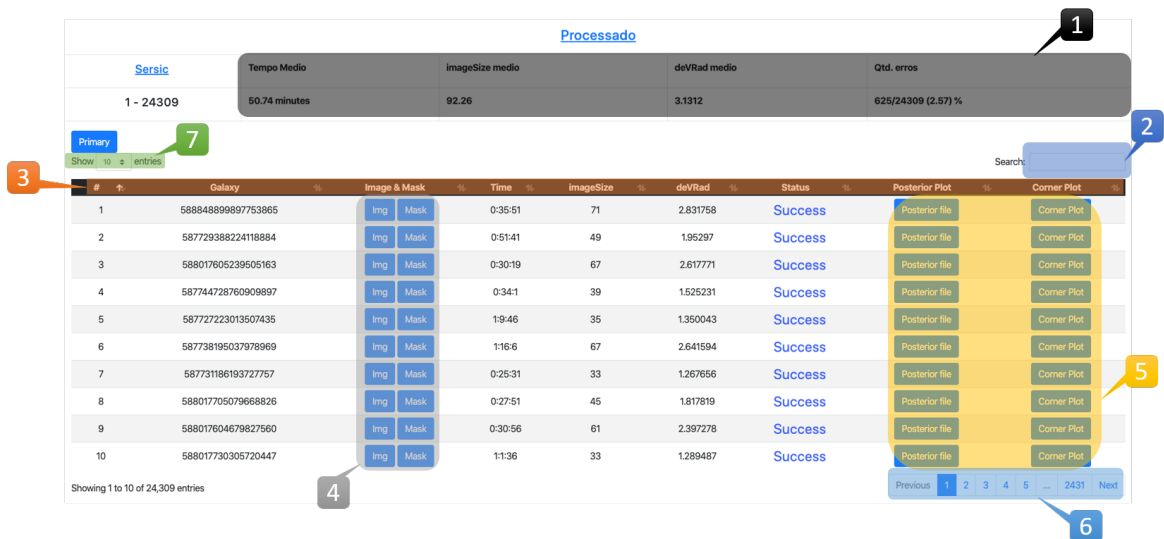 1
Processado
Sersic Tempo Medio imageSize medio deVRad medio Qtd. erros
1 - 24309 50.74 minutes 92.26 3.1312 625/24309 (2.57) %
2
7
Primary
Show 10 entries Search:
3
# Galaxy Image & Mask Time imageSize deVRad Status Posterior Plot Corner Plot
1 588848899897753865 Img Mask 0:35:51 71 2.831758 Success Posterior file Corner Plot
2 587729388224118884 Img Mask 0:51:41 49 1.95297 Success Posterior file Corner Plot
3 588017605239505163 Img Mask 0:30:19 67 2.617771 Success Posterior file Corner Plot
4 587744728760909897 Img Mask 0:34:1 39 1.525231 Success Posterior file Corner Plot
5 587727223013507435 Img Mask 1:9:46 35 1.350043 Success Posterior file Corner Plot
6 587738195037978969 Img Mask 1:16:6 67 2.641594 Success Posterior file Corner Plot
7 587731186193727757 Img Mask 0:25:31 33 1.267656 Success Posterior file Corner Plot
5
8 588017705079668826 Img Mask 0:27:51 45 1.817819 Success Posterior file Corner Plot
9 588017604679827560 Img Mask 0:30:56 61 2.397278 Success Posterior file Corner Plot
10 588017730305720447 Img Mask 1:1:36 33 1.289487 Success Posterior file Corner Plot
Showing 1 to 10 of 24,309 entries Previous 1 2 3 4 5 ... 2431 Next
4
6